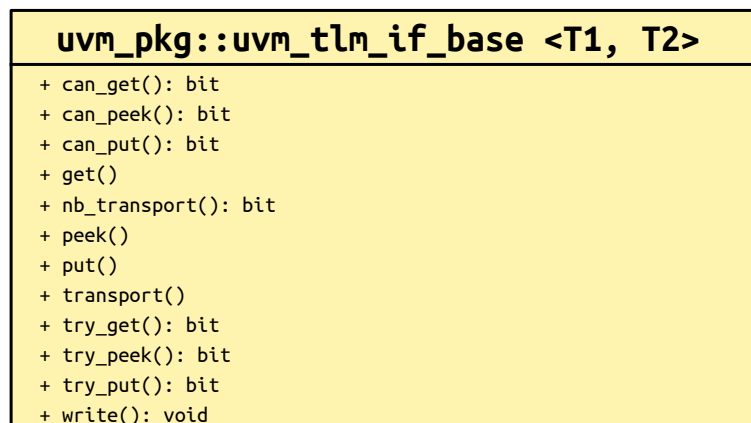 uvm_pkg::uvm_tlm_if_base <T1, T2>
+ can_get(): bit
+ can_peek(): bit
+ can_put(): bit
+ get()
+ nb_transport(): bit
+ peek()
+ put()
+ transport()
+ try_get(): bit
+ try_peek(): bit
+ try_put(): bit
+ write(): void